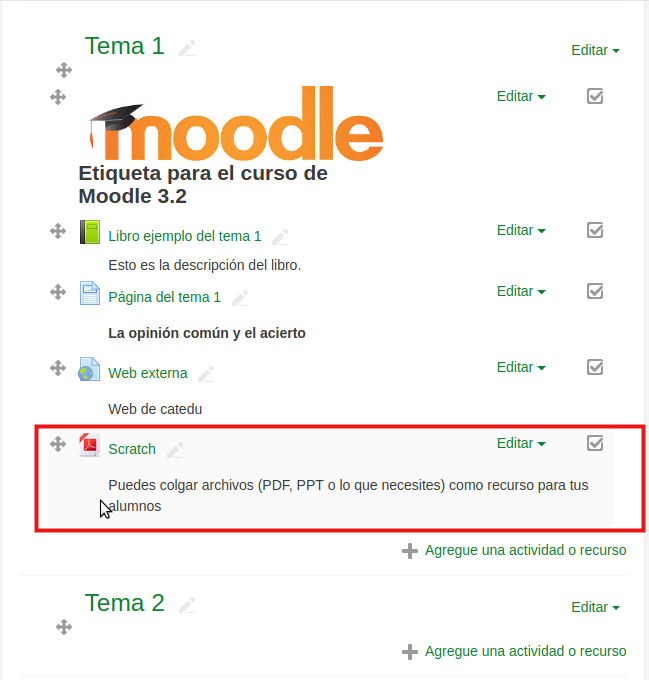 Tema 1
Editar
Editar
moodle
Etiqueta para el curso de
Moodle 3.2
Libro ejemplo del tema 1
Editar
Esto es la descripción del libro.
Página del tema 1
Editar
La opinión común y el acierto
Web externa
Editar
Web de catedu
Scratch
Editar
Puedes colgar archivos (PDF, PPT o lo que necesites) como recurso para tus
alumnos
Agregue una actividad o recurso
Tema 2
Editar
Agregue una actividad o recurso